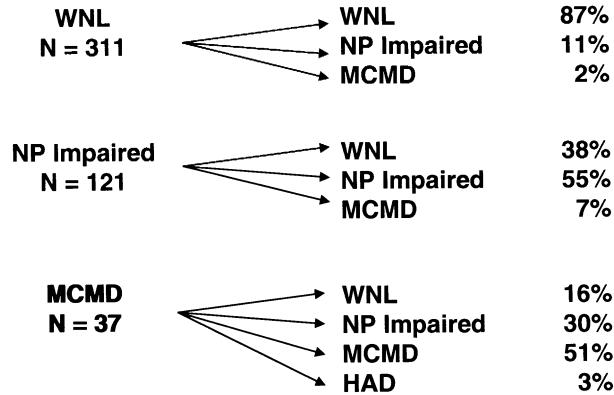 WNL
N = 311
WNL 87%
NP Impaired 11%
MCMD 2%
NP Impaired
N = 121
WNL 38%
NP Impaired 55%
MCMD 7%
MCMD
N = 37
WNL 16%
NP Impaired 30%
MCMD 51%
HAD 3%